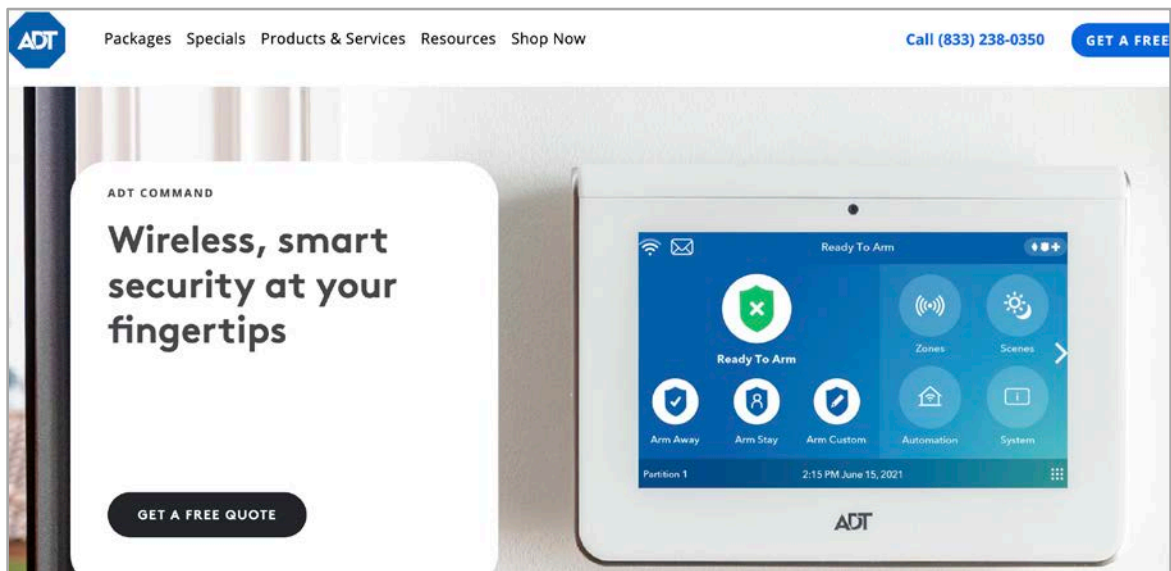 ADT
Packages Specials Products & Services Resources Shop Now
Call (833) 238-0350
GET A FREE
ADT COMMAND
Wireless, smart
security at your
fingertips
GET A FREE QUOTE
Ready To Arm
Ready To Arm
Zones
Scenes
Arm Away
Arm Stay
Arm Custom
Automation
System
Partition 1
2:15 PM June 15, 2021
ADT